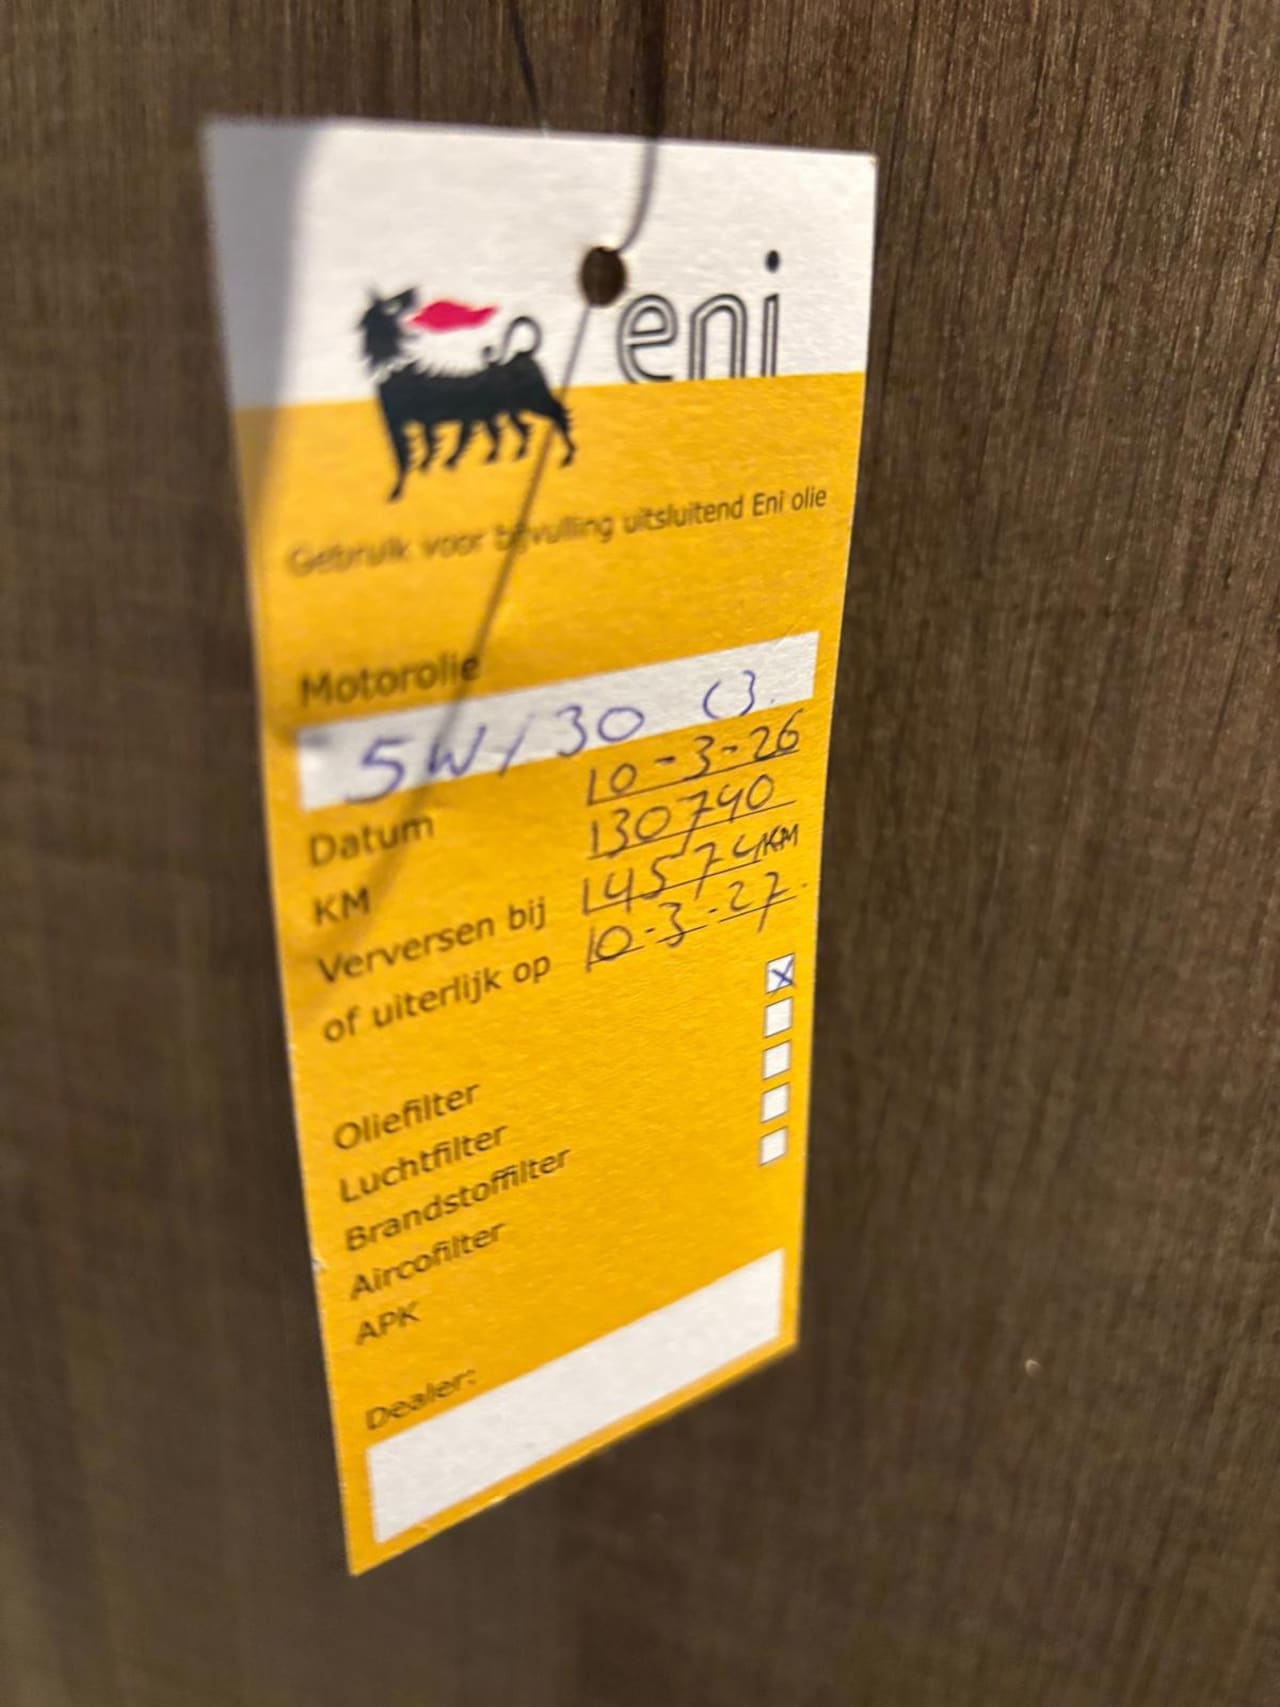 eni
Gebruik voor bijvulling uitsluitend Eni olie
Motorolie
5W/30 C3.
Datum 10-3-26
KM 130740
Verversen bij 14574KM
of uiterlijk op 10-3-27.
Oliefilter x
Luchtfilter
Brandstoffilter
Aircofilter
APK
Dealer: